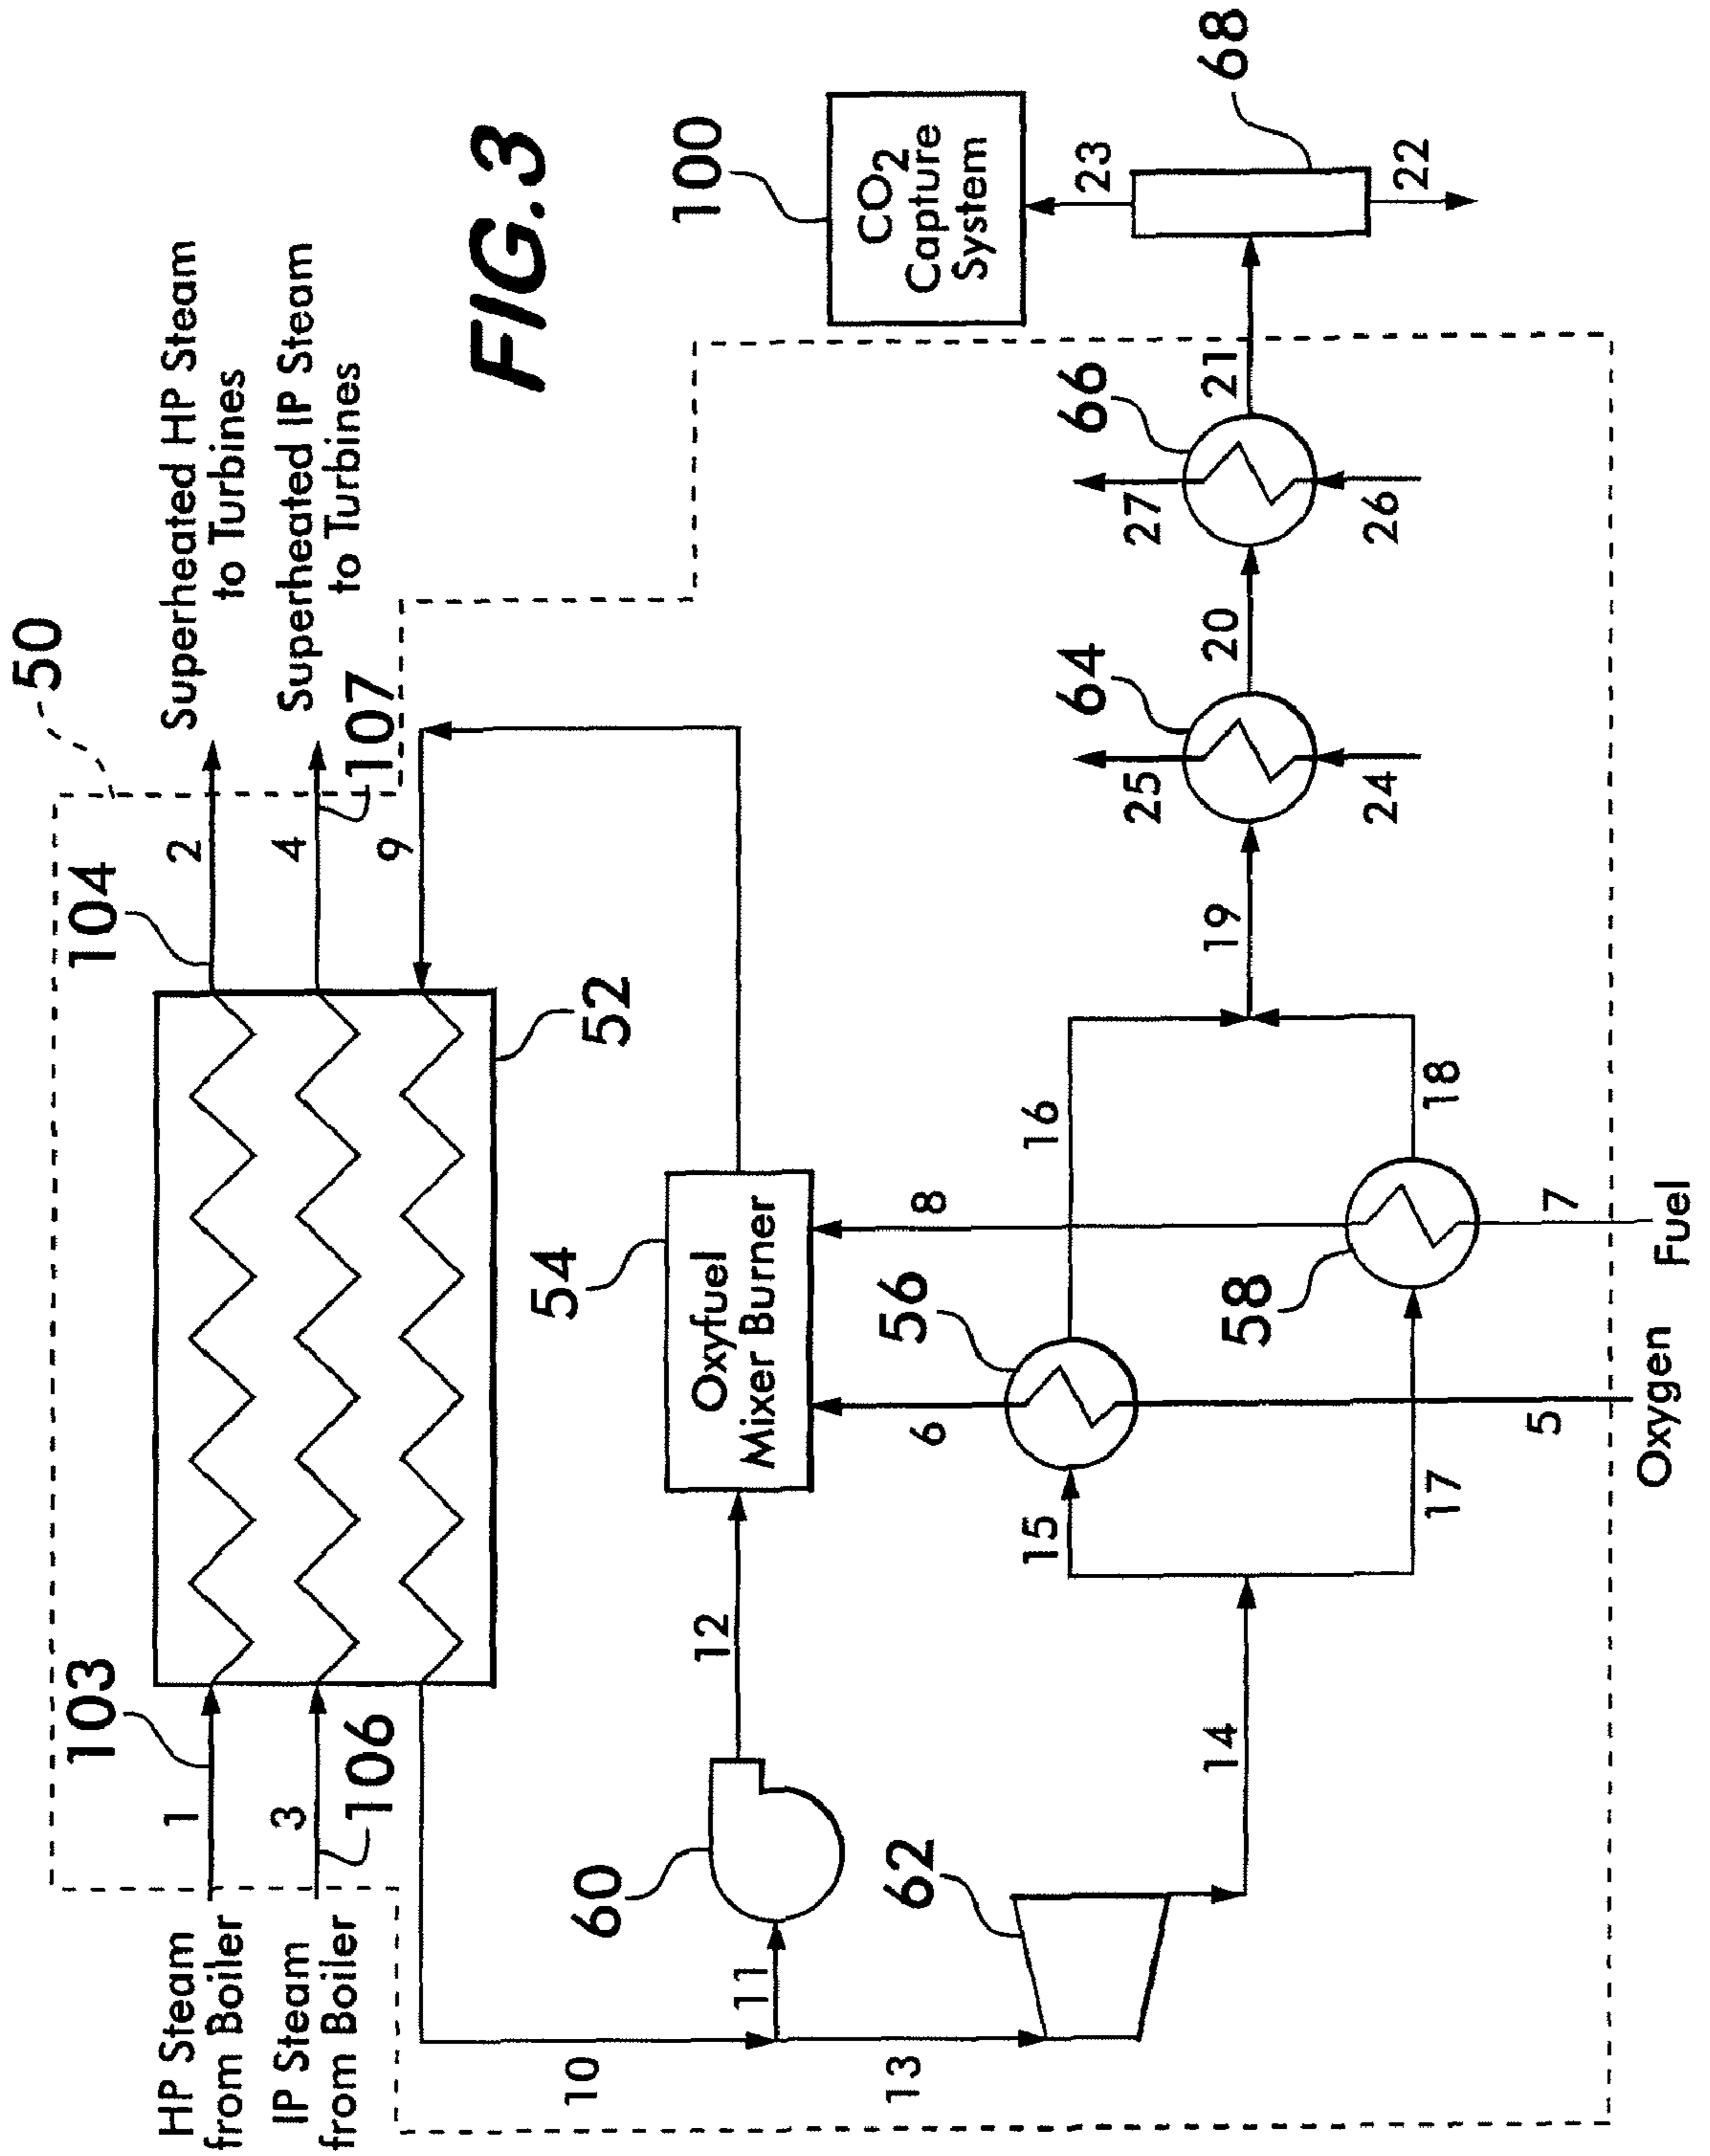 FIG.3
50
HP Steam
from Boiler
1
103
104
2
Superheated HP Steam
to Turbines
IP Steam
from Boiler
3
106
4
107
Superheated IP Steam
to Turbines
9
52
10
11
60
12
54
Oxyfuel
Mixer Burner
13
62
14
15
6
56
8
16
17
58
18
5
Oxygen
7
Fuel
19
64
25
24
20
66
27
26
21
100
CO2
Capture
System
23
68
22